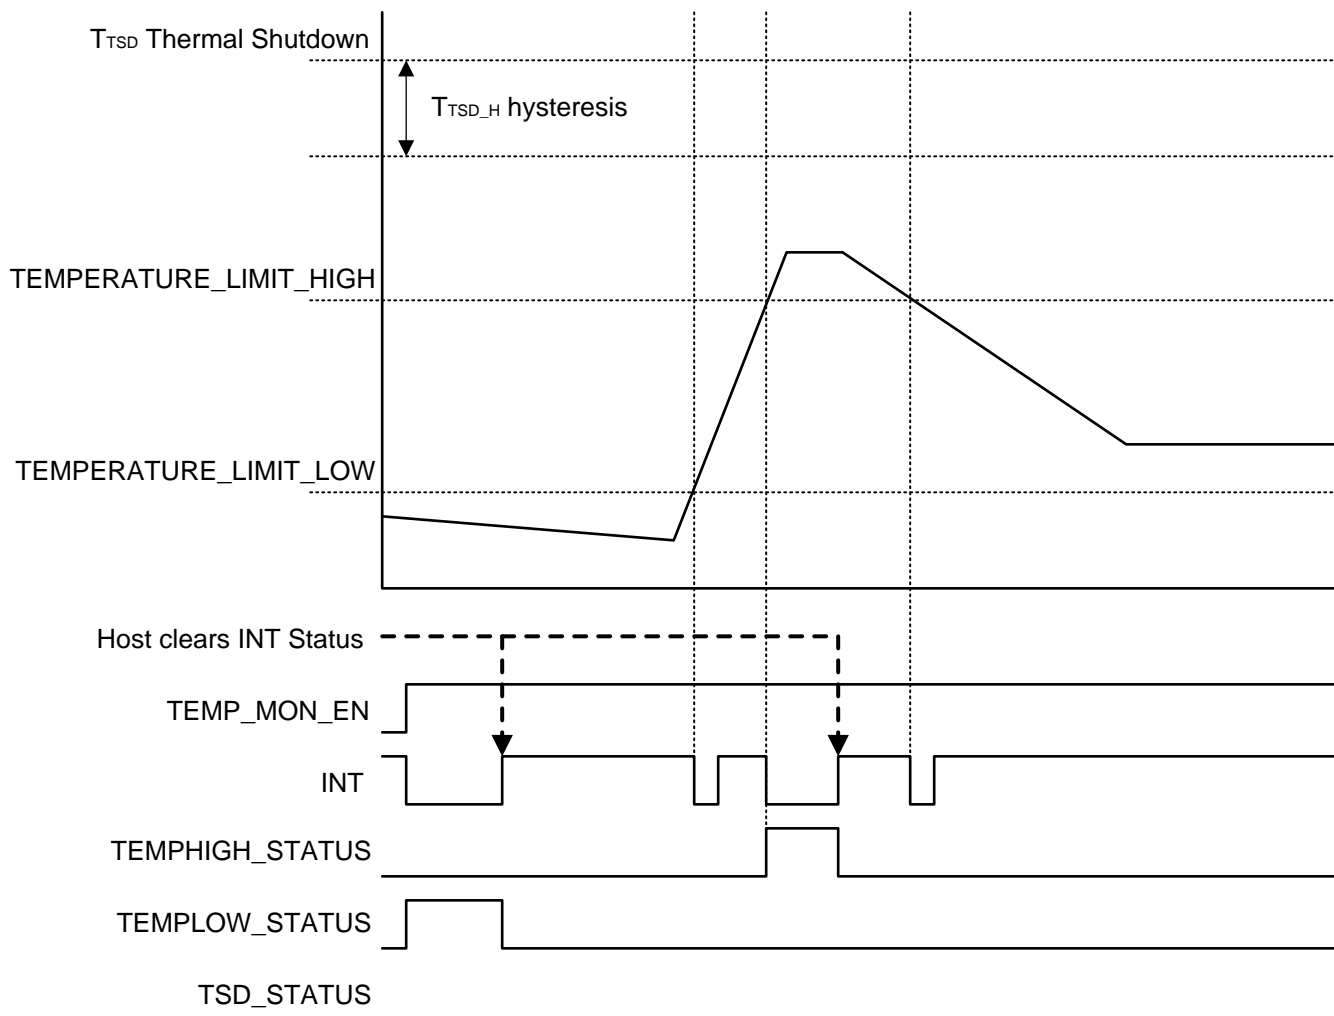 TTSD Thermal Shutdown
TTSD_H hysteresis
TEMPERATURE_LIMIT_HIGH
TEMPERATURE_LIMIT_LOW
Host clears INT Status
TEMP_MON_EN
INT
TEMPHIGH_STATUS
TEMPLOW_STATUS
TSD_STATUS